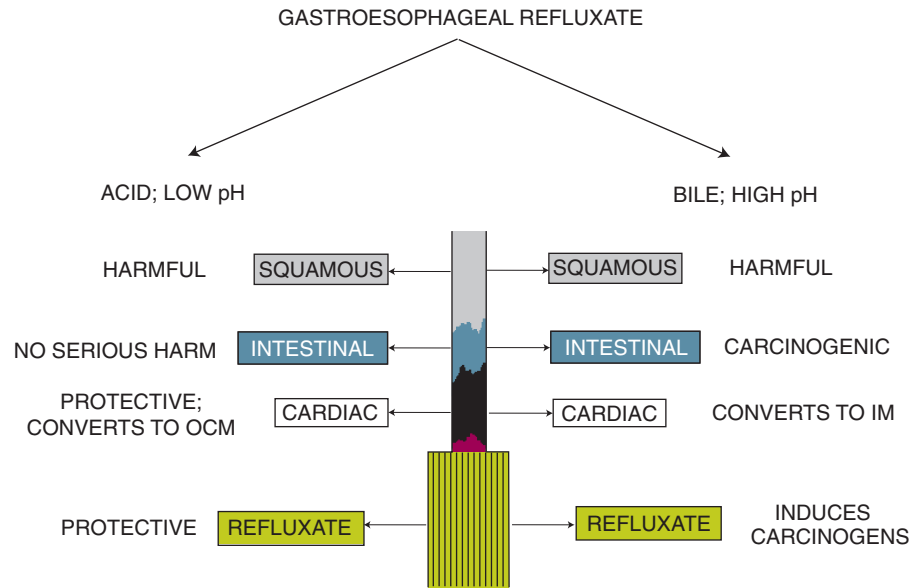 GASTROESOPHAGEAL REFLUXATE
ACID; LOW pH
BILE; HIGH pH
HARMFUL
SQUAMOUS
SQUAMOUS
HARMFUL
NO SERIOUS HARM
INTESTINAL
INTESTINAL
CARCINOGENIC
PROTECTIVE;
CONVERTS TO OCM
CARDIAC
CARDIAC
CONVERTS TO IM
PROTECTIVE
REFLUXATE
REFLUXATE
INDUCES
CARCINOGENS